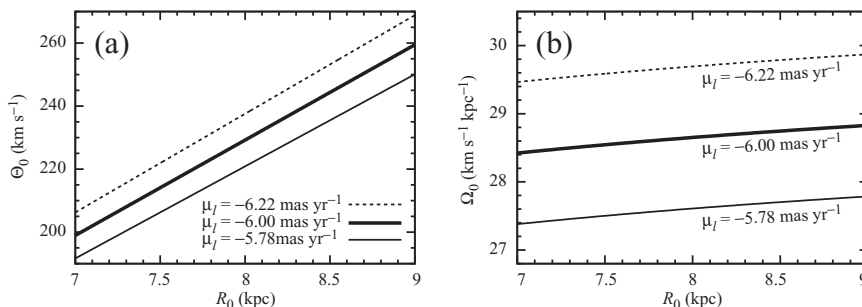 (a)
260
240
220
200
Θ0 (km s−1)
μl = −6.22 mas yr−1
μl = −6.00 mas yr−1
μl = −5.78mas yr−1
7 7.5 8 8.5 9
R0 (kpc)
(b)
30
29
28
27
Ω0 (km s−1 kpc−1)
μl = −6.22 mas yr−1
μl = −6.00 mas yr−1
μl = −5.78 mas yr−1
7 7.5 8 8.5 9
R0 (kpc)